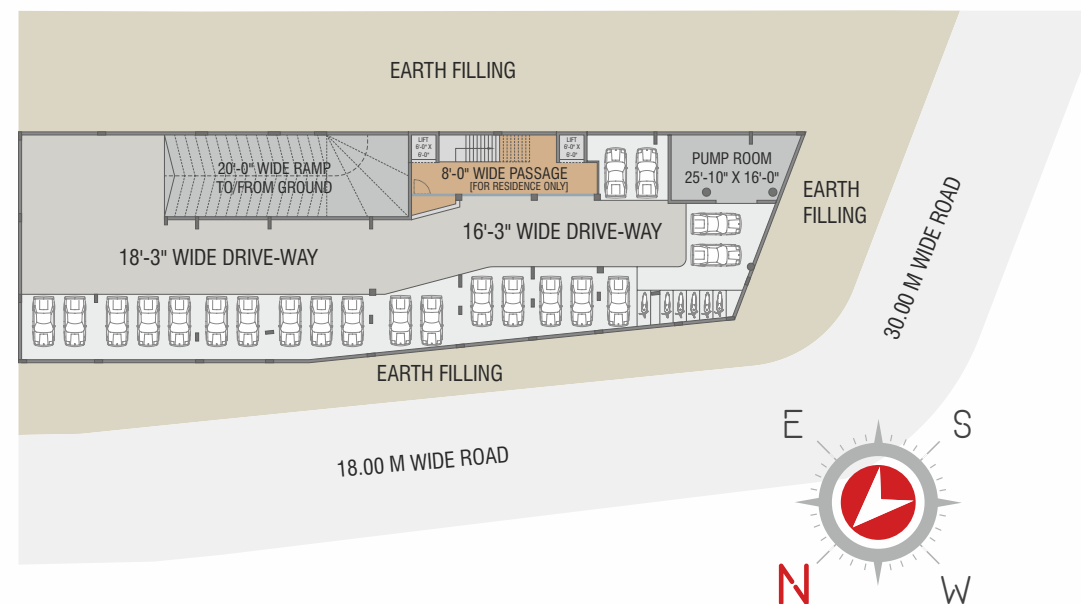 EARTH FILLING
LIFT
6'-0" X
6'-0"
LIFT
6'-0" X
6'-0"
20'-0" WIDE RAMP
TO/FROM GROUND
8'-0" WIDE PASSAGE
[FOR RESIDENCE ONLY]
PUMP ROOM
25'-10" X 16'-0"
EARTH
FILLING
18'-3" WIDE DRIVE-WAY
16'-3" WIDE DRIVE-WAY
30.00 M WIDE ROAD
EARTH FILLING
18.00 M WIDE ROAD
E
S
N
W